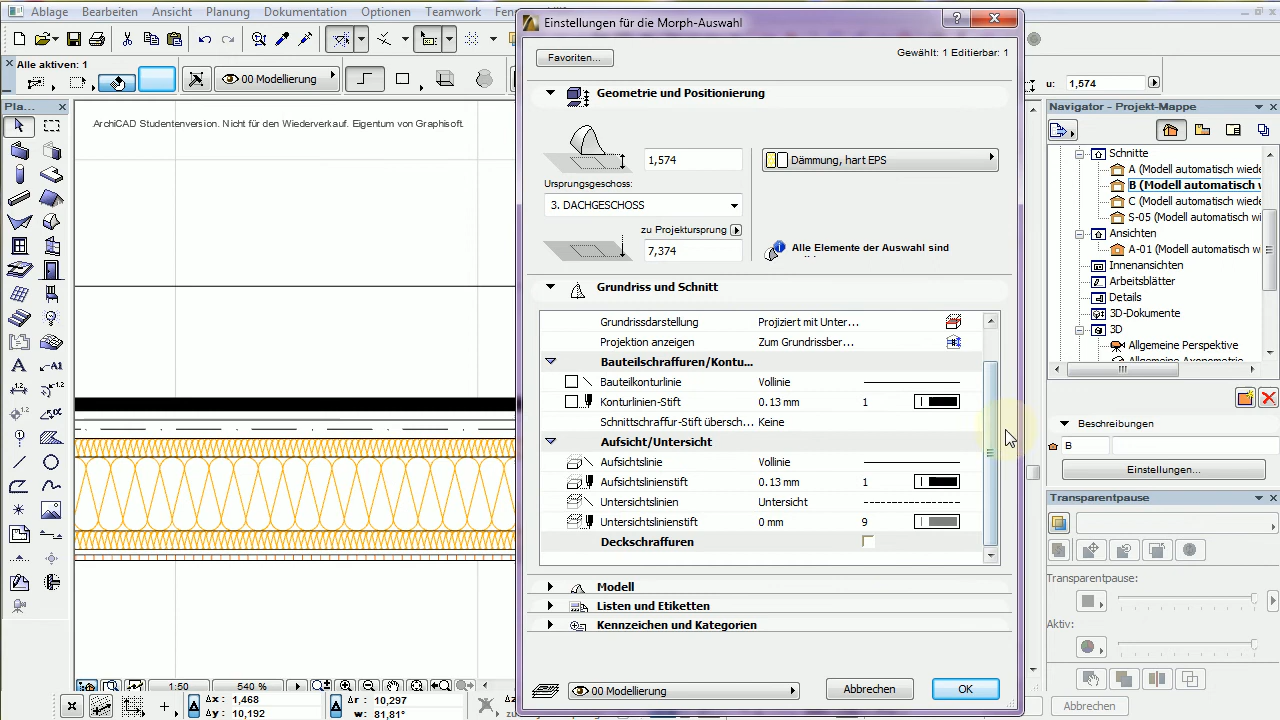 Ablage Bearbeiten Ansicht Planung Dokumentation Optionen Teamwork
Einstellungen für die Morph-Auswahl
Alle aktiven: 1
00 Modellierung
u: 1,574
Favoriten...
Gewählt: 1 Editierbar: 1
Geometrie und Positionierung
1,574
Dämmung, hart EPS
Ursprungsgeschoss:
3. DACHGESCHOSS
zu Projektursprung
7,374
Alle Elemente der Auswahl sind
Grundriss und Schnitt
Grundrissdarstellung Projiziert mit Unter...
Projektion anzeigen Zum Grundrissber...
Bauteilschraffuren/Kontu...
Bauteilkonturlinie Vollinie
Konturlinien-Stift 0.13 mm 1
Schnittschraffur-Stift übersch... Keine
Aufsicht/Untersicht
Aufsichtslinie Vollinie
Aufsichtslinienstift 0.13 mm 1
Untersichtslinien Untersicht
Untersichtslinienstift 0 mm 9
Deckschraffuren
Modell
Listen und Etiketten
Kennzeichen und Kategorien
00 Modellierung
Abbrechen
OK
Pla...
ArchiCAD Studentenversion. Nicht für den Wiederverkauf. Eigentum von Graphisoft.
A1
1:50
540 %
Δx: 1,468
Δy: 10,192
Δr: 10,297
w: 81,81°
Navigator - Projekt-Mappe
Schnitte
A (Modell automatisch wiede
B (Modell automatisch
C (Modell automatisch wiede
S-05 (Modell automatisch w
Ansichten
A-01 (Modell automatisch w
Innenansichten
Arbeitsblätter
Details
3D-Dokumente
3D
Allgemeine Perspektive
Allgemeine Axonometrie
Beschreibungen
B
Einstellungen...
Transparentpause
Transparentpause:
Aktiv:
Abbrechen